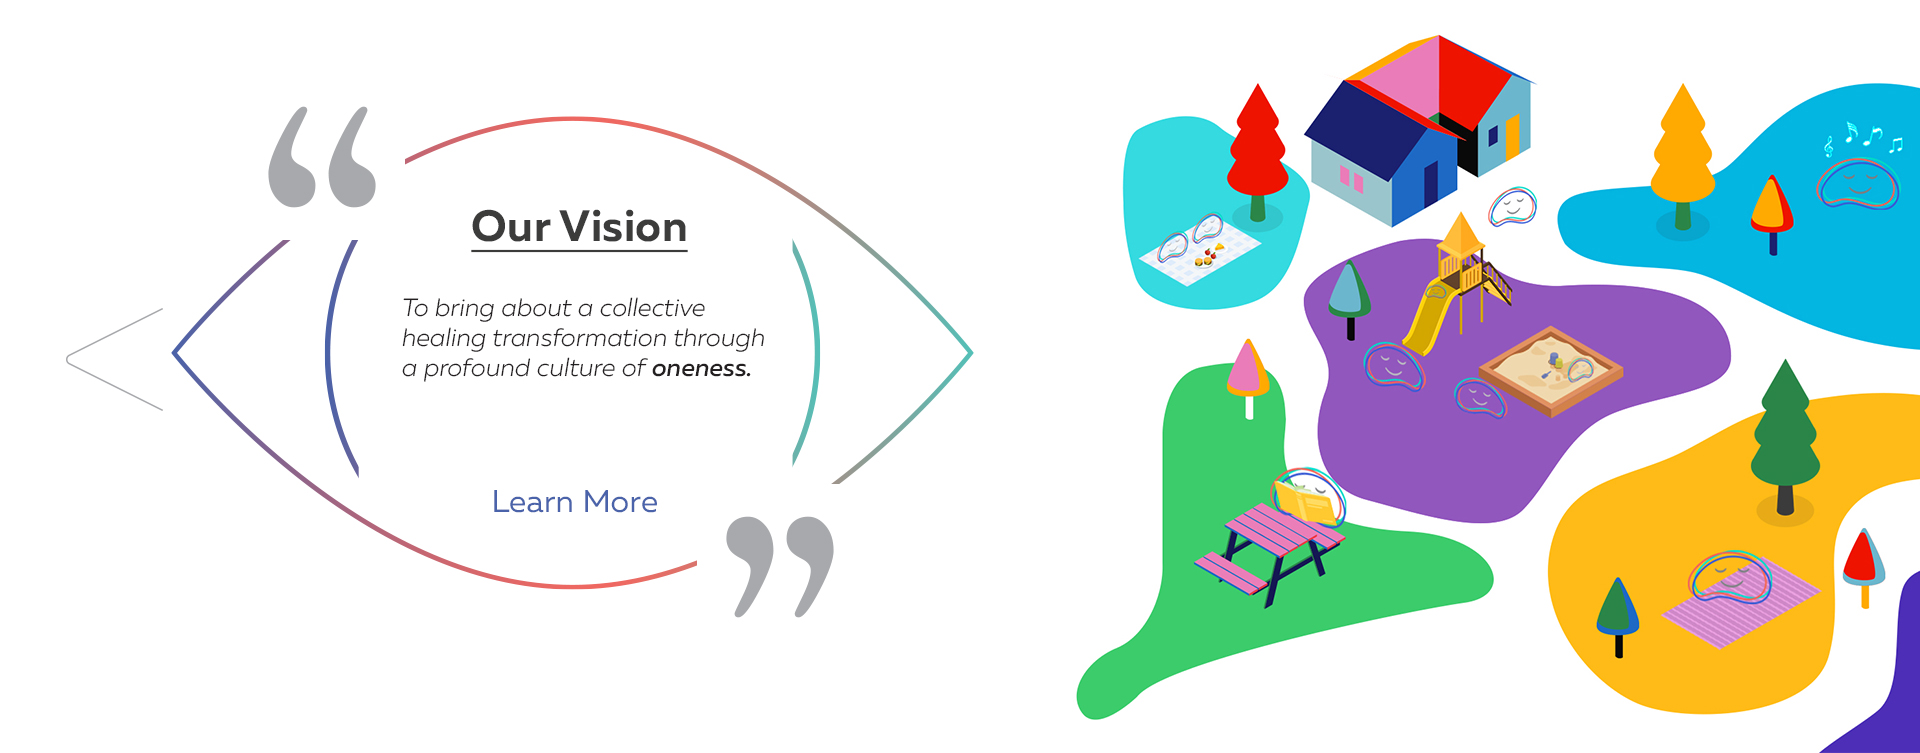 Our Vision
To bring about a collective
healing transformation through
a profound culture of oneness.
Learn More